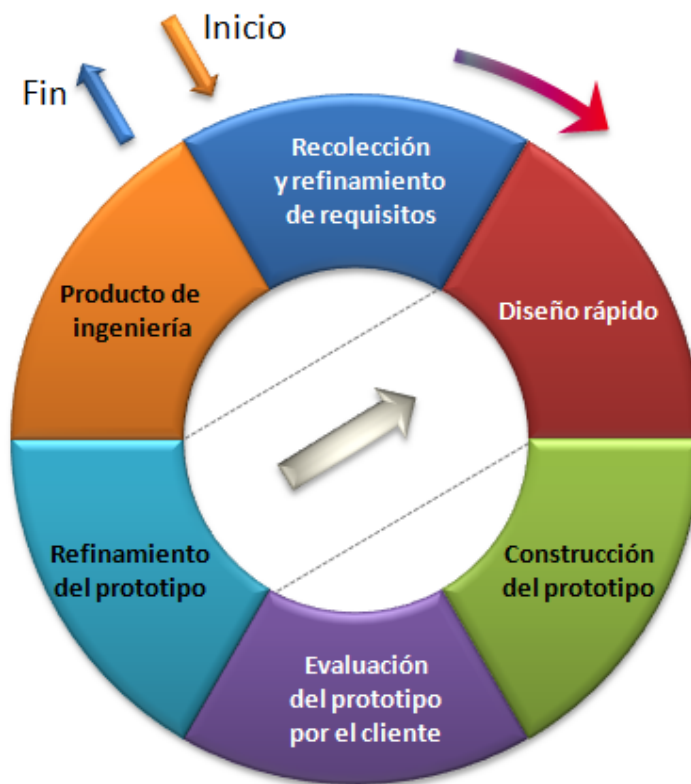 Inicio
Fin
Recolección
y refinamiento
de requisitos
Diseño rápido
Construcción
del prototipo
Evaluación
del prototipo
por el cliente
Refinamiento
del prototipo
Producto de
ingeniería